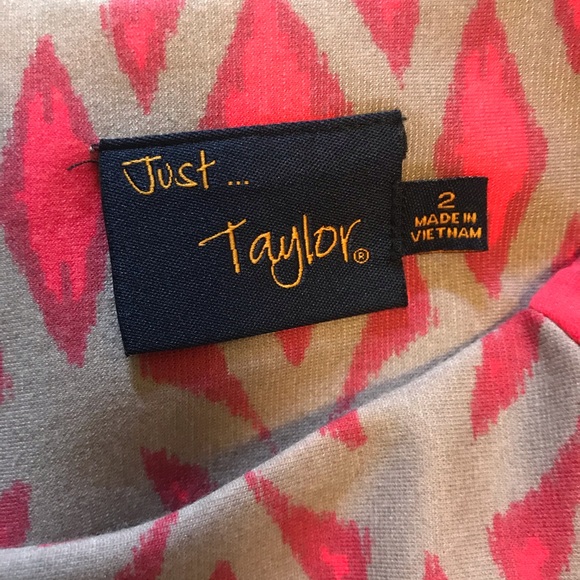 Just ...
Taylor®
2
MADE IN
VIETNAM